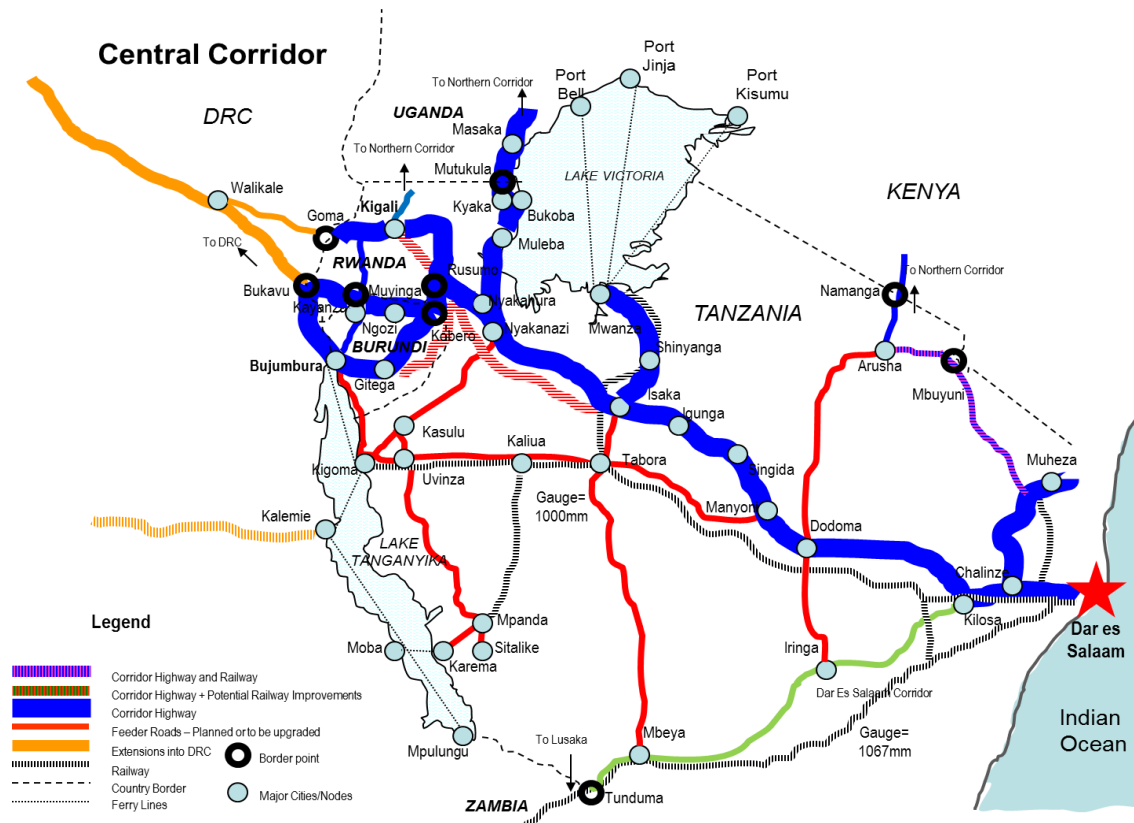 Central Corridor
Port
Jinja
Port
Bell
Port
Kisumu
To Northern Corridor
DRC
UGANDA
Masaka
To Northern Corridor
Mutukula
LAKE VICTORIA
Walikale
Kyaka
Bukoba
KENYA
Goma
Kigali
Muleba
To DRC
RWANDA
Rusumo
To Northern Corridor
Bukavu
Muyinga
Kayanza
Nyakahura
Namanga
Ngozi
Kobero
Nyakanazi
Mwanza
TANZANIA
BURUNDI
Shinyanga
Bujumbura
Gitega
Arusha
Mbuyuni
Isaka
Igunga
Kasulu
Kaliua
Singida
Muheza
Kigoma
Uvinza
Tabora
Gauge=
1000mm
Manyon
Kalemie
Dodoma
LAKE
TANGANYIKA
Chalinze
Kilosa
Dar es
Salaam
Legend
Mpanda
Iringa
Moba
Karema
Sitalike
Dar Es Salaam Corridor
Corridor Highway and Railway
Corridor Highway + Potential Railway Improvements
Corridor Highway
Feeder Roads – Planned or to be upgraded
Extensions into DRC
Border point
Railway
Country Border
Major Cities/Nodes
Ferry Lines
Mpulungu
To Lusaka
Mbeya
Gauge=
1067mm
Indian
Ocean
ZAMBIA
Tunduma